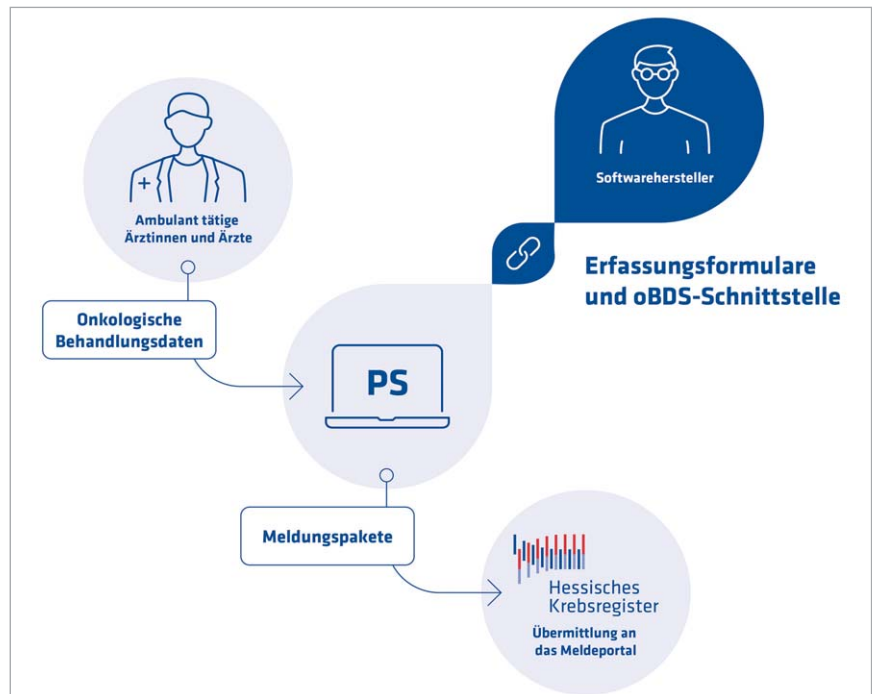 Softwarehersteller
Ambulant tätige
Ärztinnen und Ärzte
Erfassungsformulare
und oBDS-Schnittstelle
Onkologische
Behandlungsdaten
PS
Meldungspakete
Hessisches
Krebsregister
Übermittlung an
das Meldeportal